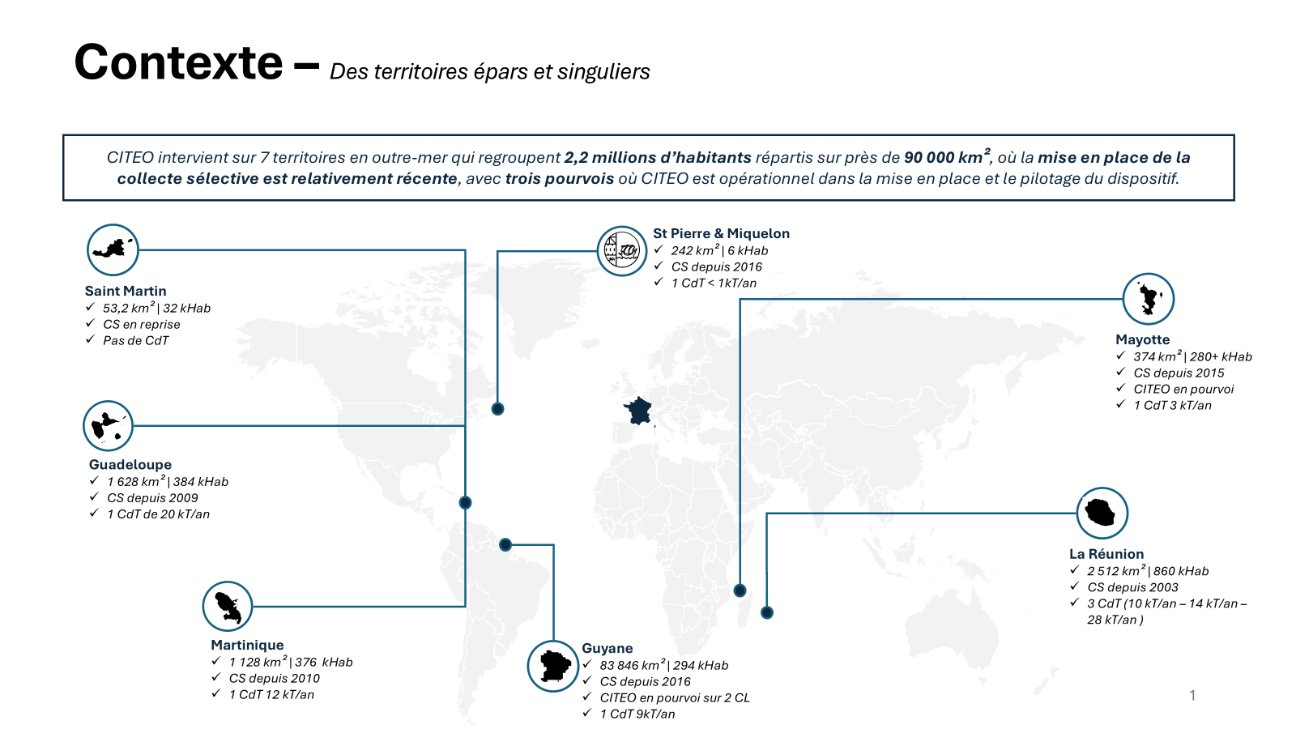 Contexte – Des territoires épars et singuliers
CITEO intervient sur 7 territoires en outre-mer qui regroupent 2,2 millions d'habitants répartis sur près de 90 000 km², où la mise en place de la
collecte sélective est relativement récente, avec trois pourvois où CITEO est opérationnel dans la mise en place et le pilotage du dispositif.
Saint Martin
✓ 53,2 km² | 32 kHab
✓ CS en reprise
✓ Pas de CdT
St Pierre & Miquelon
✓ 242 km² | 6 kHab
✓ CS depuis 2016
✓ 1 CdT < 1kT/an
Mayotte
✓ 374 km² | 280+ kHab
✓ CS depuis 2015
✓ CITEO en pourvoi
✓ 1 CdT 3 kT/an
Guadeloupe
✓ 1 628 km² | 384 kHab
✓ CS depuis 2009
✓ 1 CdT de 20 kT/an
La Réunion
✓ 2 512 km² | 860 kHab
✓ CS depuis 2003
✓ 3 CdT (10 kT/an – 14 kT/an –
28 kT/an )
Martinique
✓ 1 128 km² | 376 kHab
✓ CS depuis 2010
✓ 1 CdT 12 kT/an
Guyane
✓ 83 846 km² | 294 kHab
✓ CS depuis 2016
✓ CITEO en pourvoi sur 2 CL
✓ 1 CdT 9kT/an
1